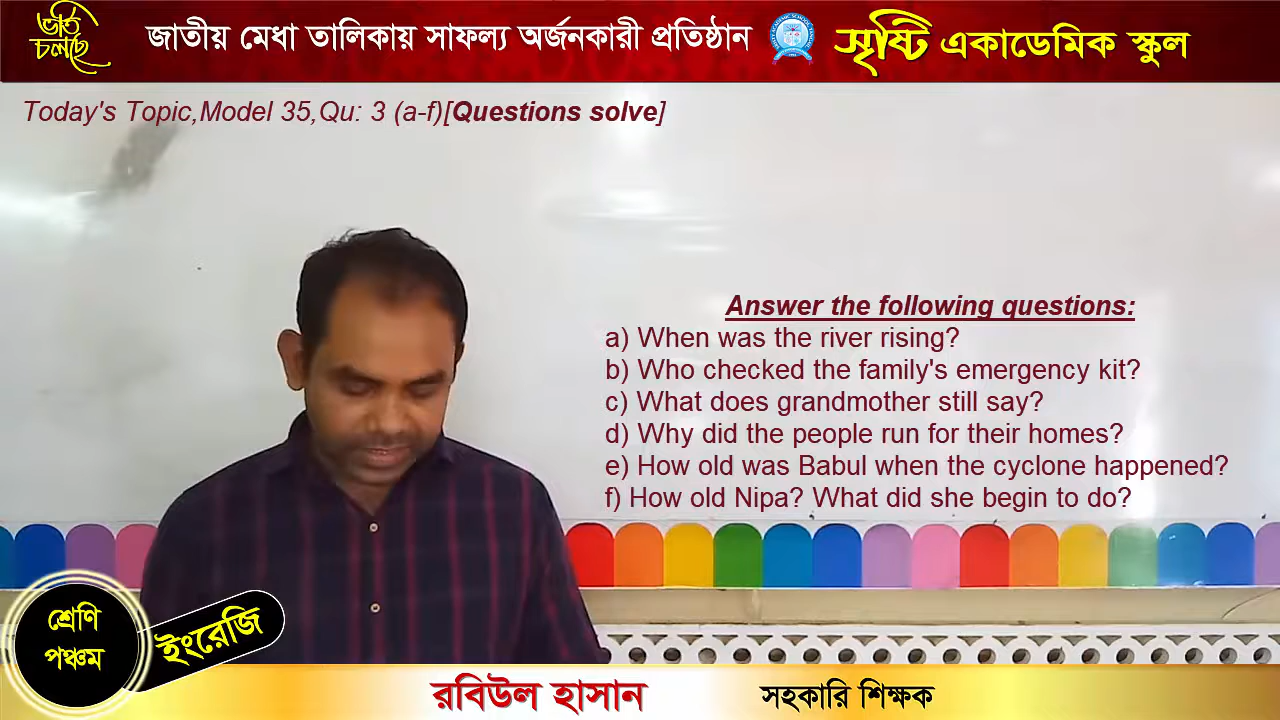 ভর্তি চলছে
জাতীয় মেধা তালিকায় সাফল্য অর্জনকারী প্রতিষ্ঠান সৃষ্টি একাডেমিক স্কুল
Today's Topic,Model 35,Qu: 3 (a-f)[Questions solve]
Answer the following questions:
a) When was the river rising?
b) Who checked the family's emergency kit?
c) What does grandmother still say?
d) Why did the people run for their homes?
e) How old was Babul when the cyclone happened?
f) How old Nipa? What did she begin to do?
শ্রেণি
পঞ্চম
ইংরেজি
রবিউল হাসান সহকারি শিক্ষক